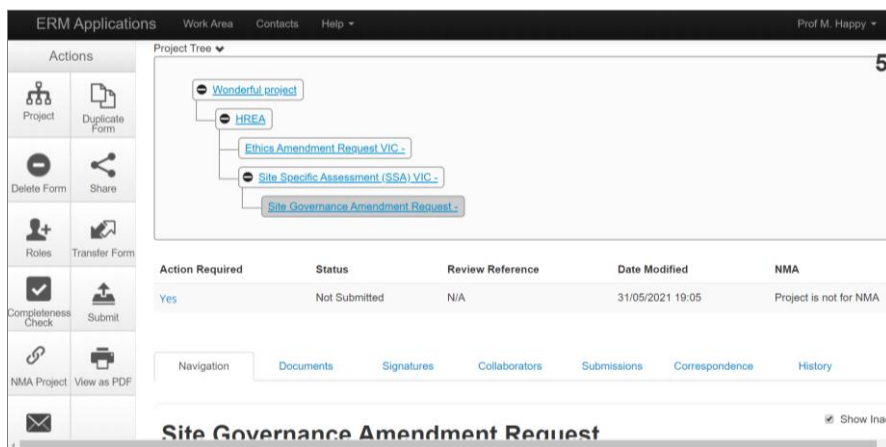 ERM Applications Work Area Contacts Help Prof M. Happy
Actions
Project Tree
5
Wonderful project
HREA
Ethics Amendment Request VIC -
Site Specific Assessment (SSA) VIC -
Site Governance Amendment Request -
Project
Duplicate Form
Delete Form
Share
Roles
Transfer Form
Completeness Check
Submit
NMA Project
View as PDF
Action Required Status Review Reference Date Modified NMA
Yes Not Submitted N/A 31/05/2021 19:05 Project is not for NMA
Navigation Documents Signatures Collaborators Submissions Correspondence History
Show Ina
Site Governance Amendment Request